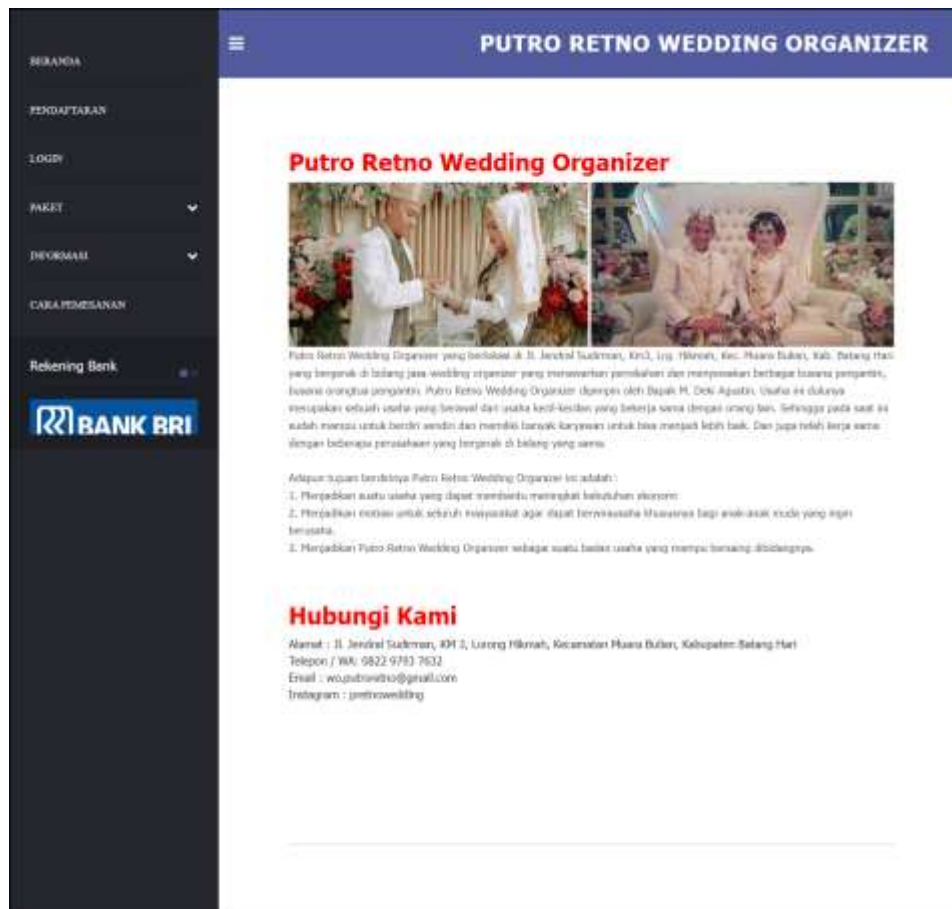 PUTRO RETNO WEDDING ORGANIZER
BERANDA
PENDAFTARAN
LOGIN
PAKET
INFORMASI
CARA PEMESANAN
Rekening Bank
BANK BRI
Putro Retno Wedding Organizer
Putro Retno Wedding Organizer yang berlokasi di Jl. Jendral Sudirman, Km3, Lrg. Hikmah, Kec. Muara Bulian, Kab. Batang Hari
yang bergerak di bidang jasa wedding organizer yang menawarkan pernikahan dan menyewakan berbagai busana pengantin,
busana orangtua pengantin. Putro Retno Wedding Organizer dipimpin oleh Bapak M. Deki Agustin. Usaha ini dulunya
merupakan sebuah usaha yang berawal dari usaha kecil-kecilan yang bekerja sama dengan orang lain. Sehingga pada saat ini
sudah mampu untuk berdiri sendiri dan memiliki banyak karyawan untuk bisa menjadi lebih baik. Dan juga telah kerja sama
dengan beberapa perusahaan yang bergerak di bidang yang sama.
Adapun tujuan berdirinya Putro Retno Wedding Organizer ini adalah :
1. Menjadikan suatu usaha yang dapat membantu meningkat kebutuhan ekonomi
2. Menjadikan motivasi untuk seluruh masyarakat agar dapat berwirausaha khususnya bagi anak-anak muda yang ingin
berusaha.
3. Menjadikan Putro Retno Wedding Organizer sebagai suatu badan usaha yang mampu bersaing dibidangnya.
Hubungi Kami
Alamat : Jl. Jendral Sudirman, KM 3, Lorong Hikmah, Kecamatan Muara Bulian, Kabupaten Batang Hari
Telepon / WA: 0822 9793 7632
Email : wo.putroretno@gmail.com
Instagram : pretnowedding